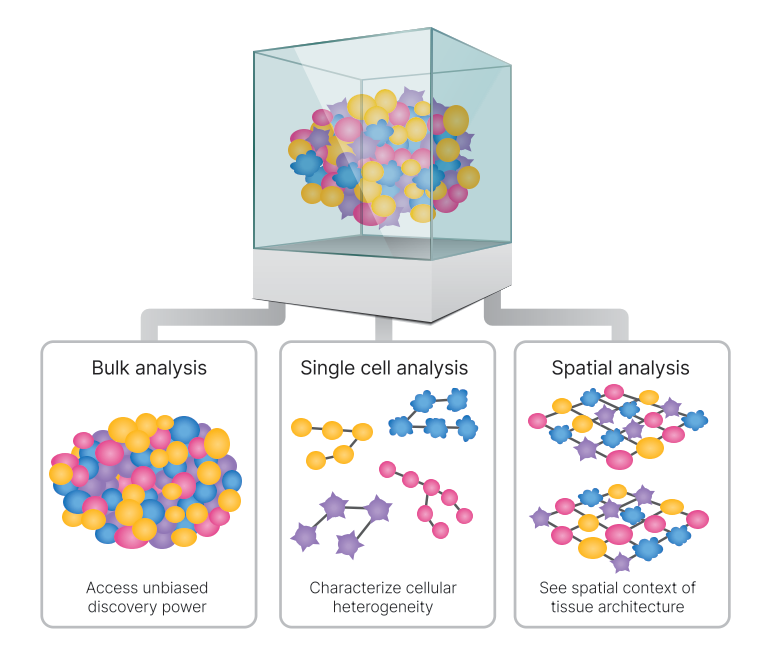 Bulk analysis
Single cell analysis
Spatial analysis
Access unbiased
discovery power
Characterize cellular
heterogeneity
See spatial context of
tissue architecture